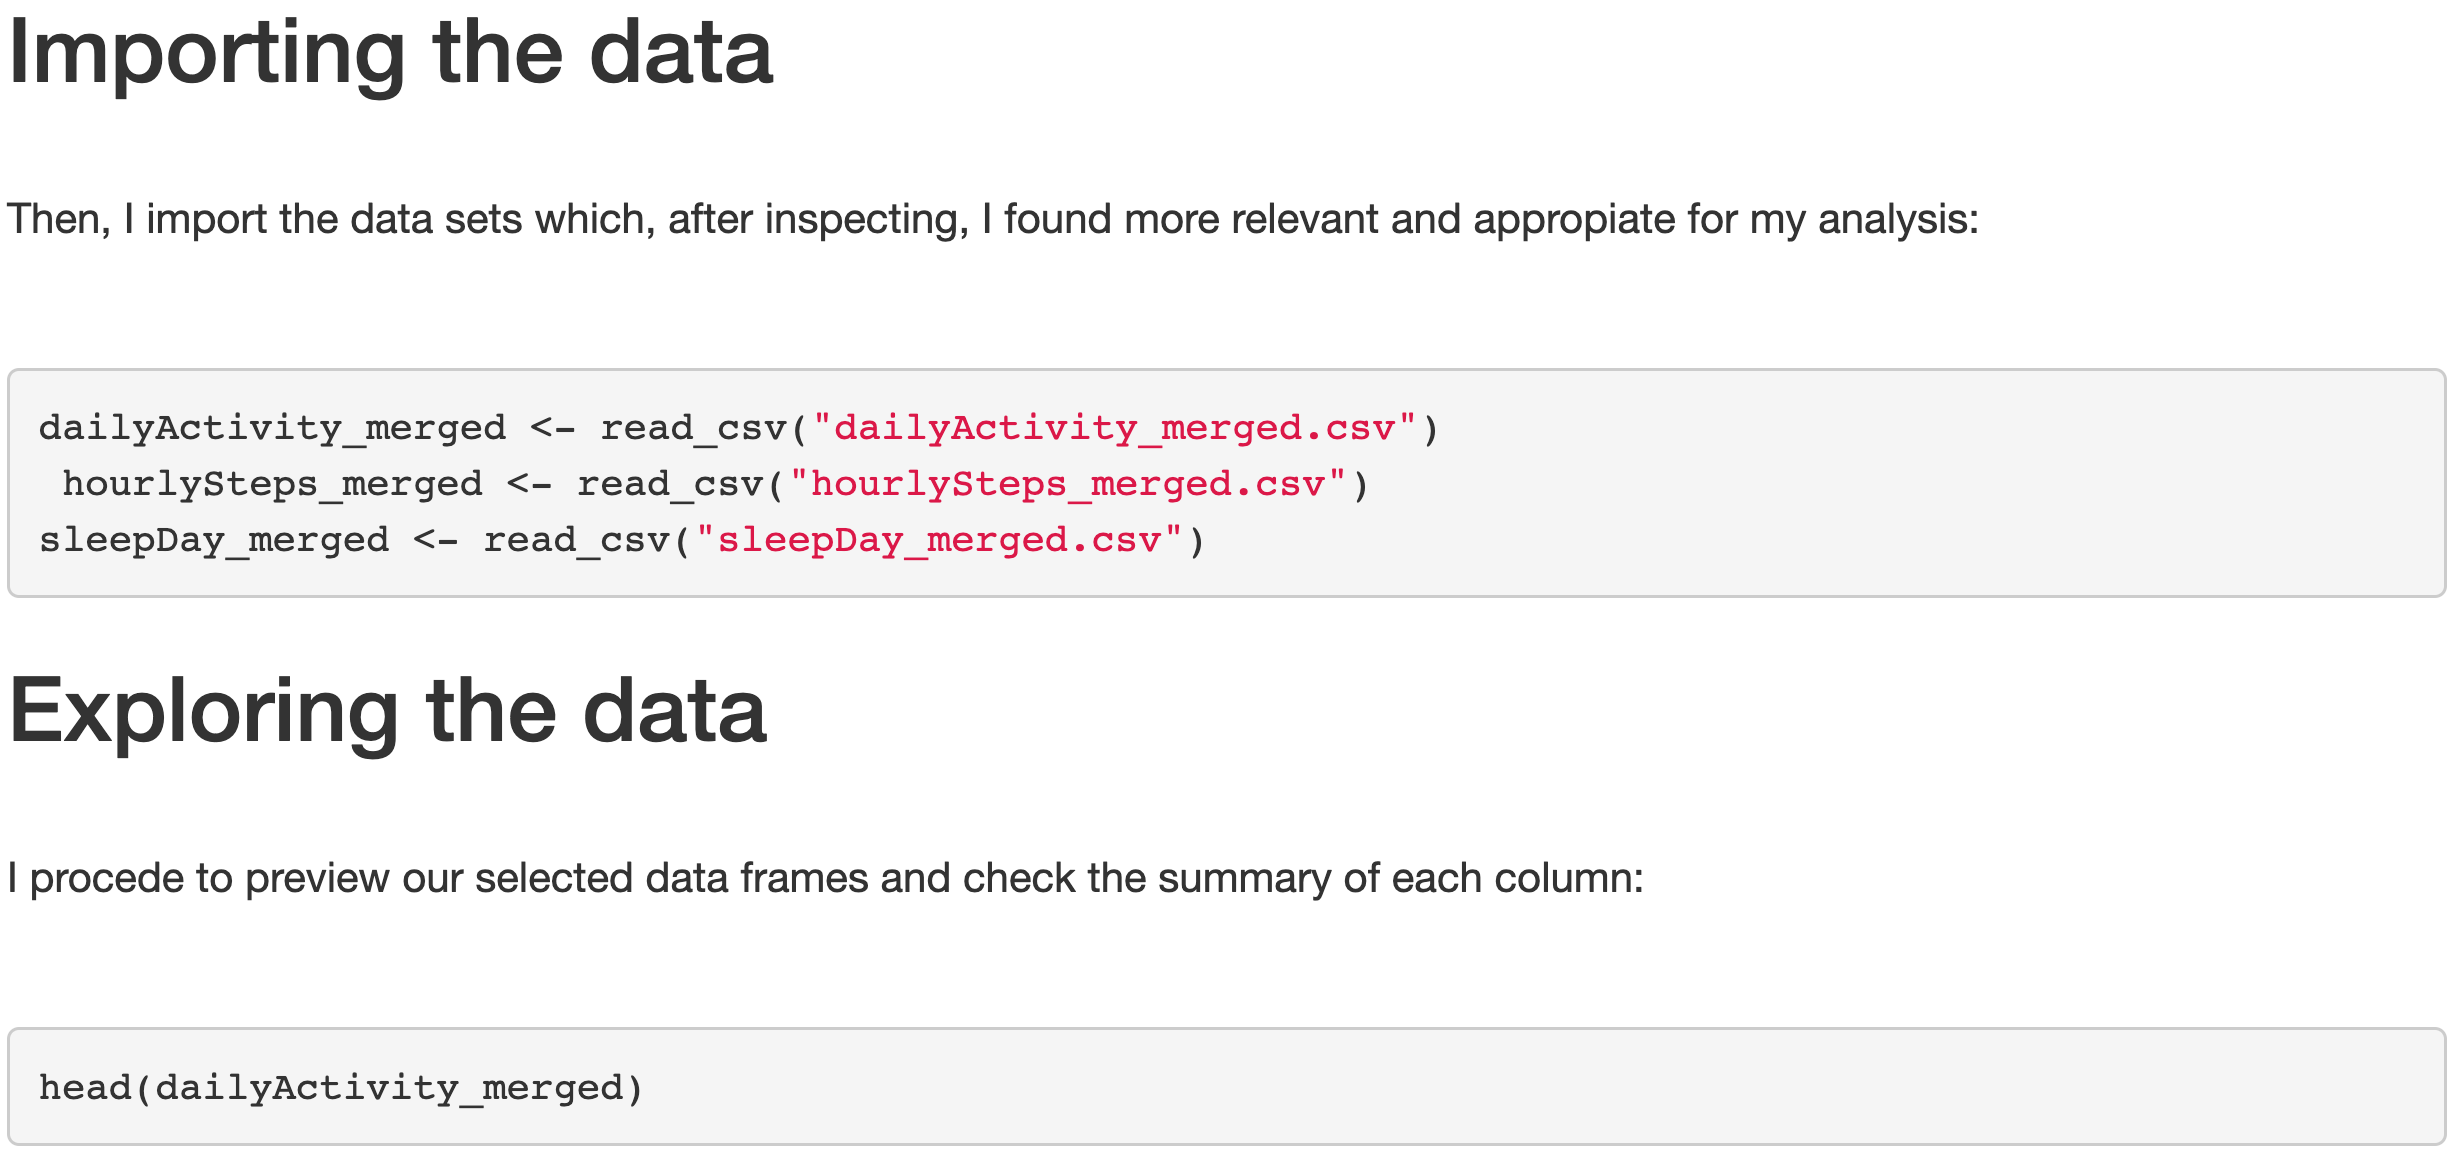 Importing the data
Then, I import the data sets which, after inspecting, I found more relevant and appropiate for my analysis:
dailyActivity_merged <- read_csv("dailyActivity_merged.csv")
 hourlySteps_merged <- read_csv("hourlySteps_merged.csv")
sleepDay_merged <- read_csv("sleepDay_merged.csv")
Exploring the data
I procede to preview our selected data frames and check the summary of each column:
head(dailyActivity_merged)